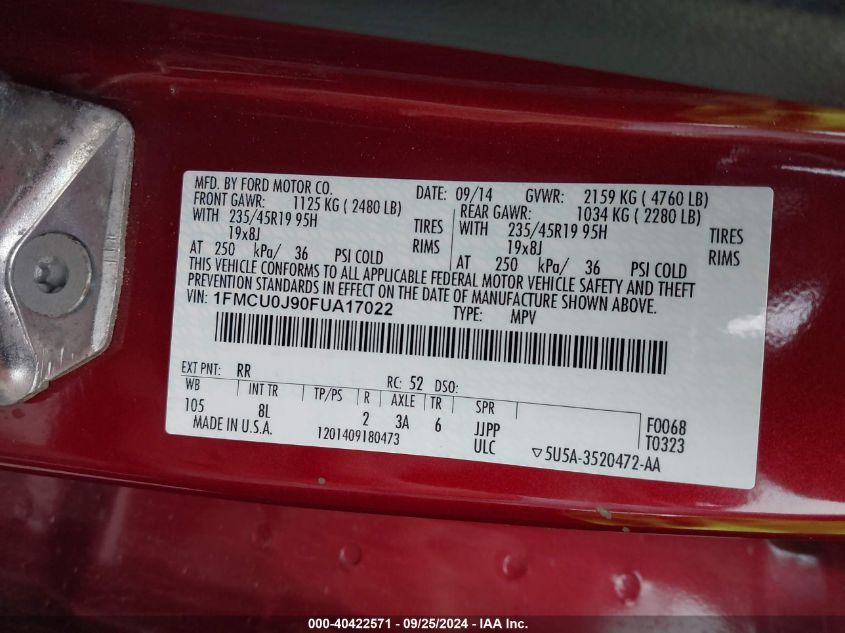 MFD. BY FORD MOTOR CO. DATE: 09/14 GVWR: 2159 KG ( 4760 LB)
FRONT GAWR: 1125 KG ( 2480 LB) REAR GAWR: 1034 KG ( 2280 LB)
WITH 235/45R19 95H TIRES WITH 235/45R19 95H TIRES
19x8J RIMS 19x8J RIMS
AT 250 kPa/ 36 PSI COLD AT 250 kPa/ 36 PSI COLD
THIS VEHICLE CONFORMS TO ALL APPLICABLE FEDERAL MOTOR VEHICLE SAFETY AND THEFT
PREVENTION STANDARDS IN EFFECT ON THE DATE OF MANUFACTURE SHOWN ABOVE.
VIN: 1FMCU0J90FUA17022 TYPE: MPV
EXT PNT: RR RC: 52 DSO:
WB INT TR TP/PS R AXLE TR SPR F0068
105 8L 2 3A 6 JJPP T0323
MADE IN U.S.A. 1201409180473 ULC ▽5U5A-3520472-AA
000-40422571 - 09/25/2024 - IAA Inc.